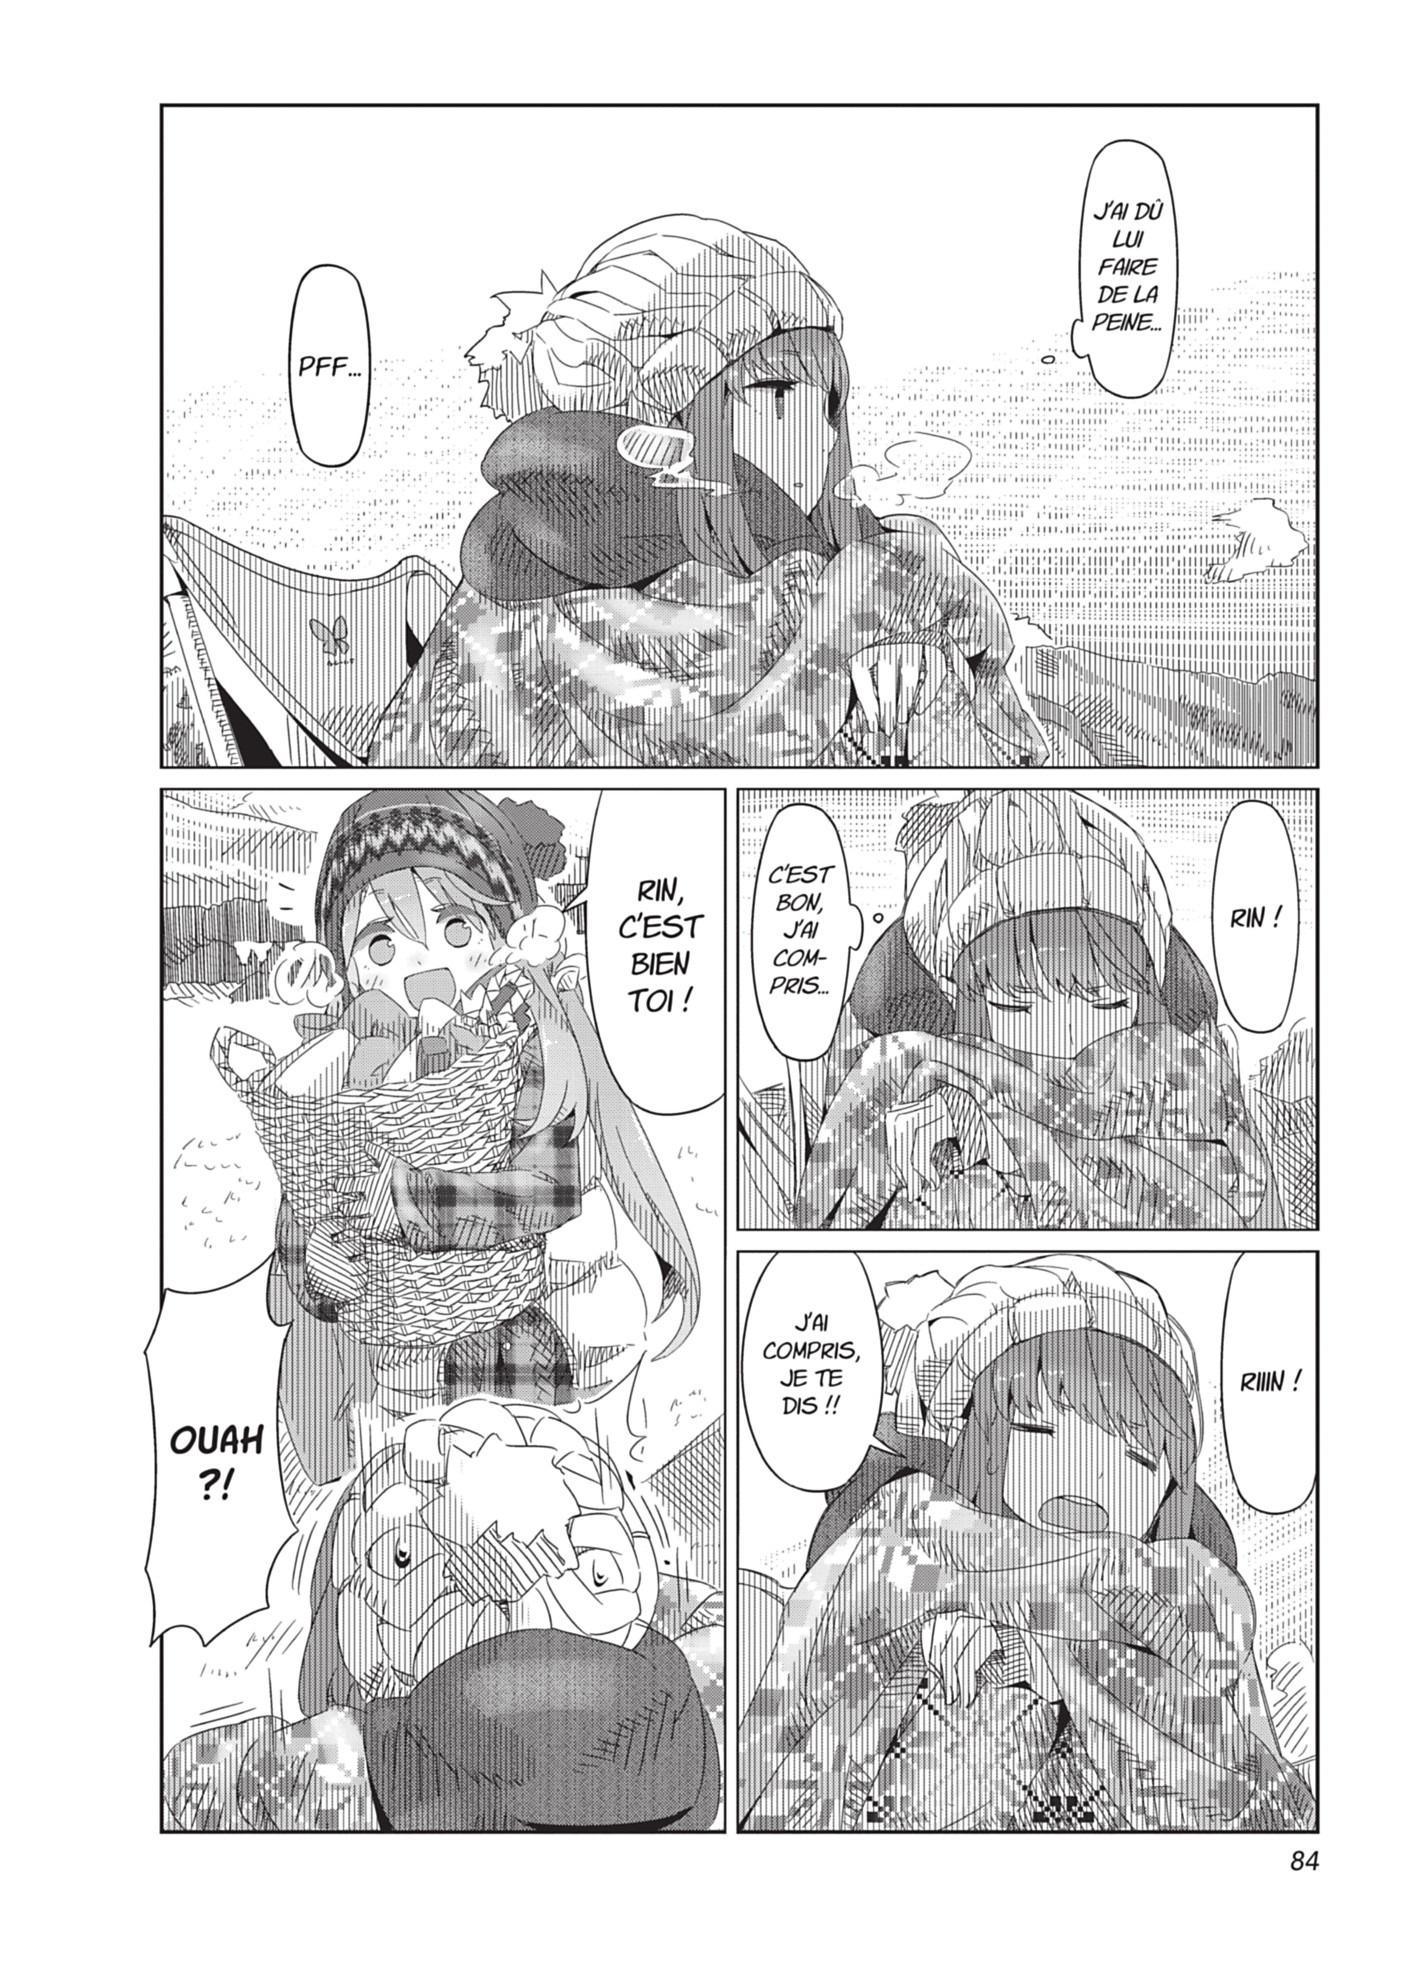 J'AI DÛ
LUI
FAIRE
DE LA
PEINE...
PFF...
RIN !
C'EST
BON,
J'AI
COM-
PRIS...
RIIIN !
J'AI
COMPRIS,
JE TE
DIS !!
RIN,
C'EST
BIEN
TOI !
OUAH
?!
84